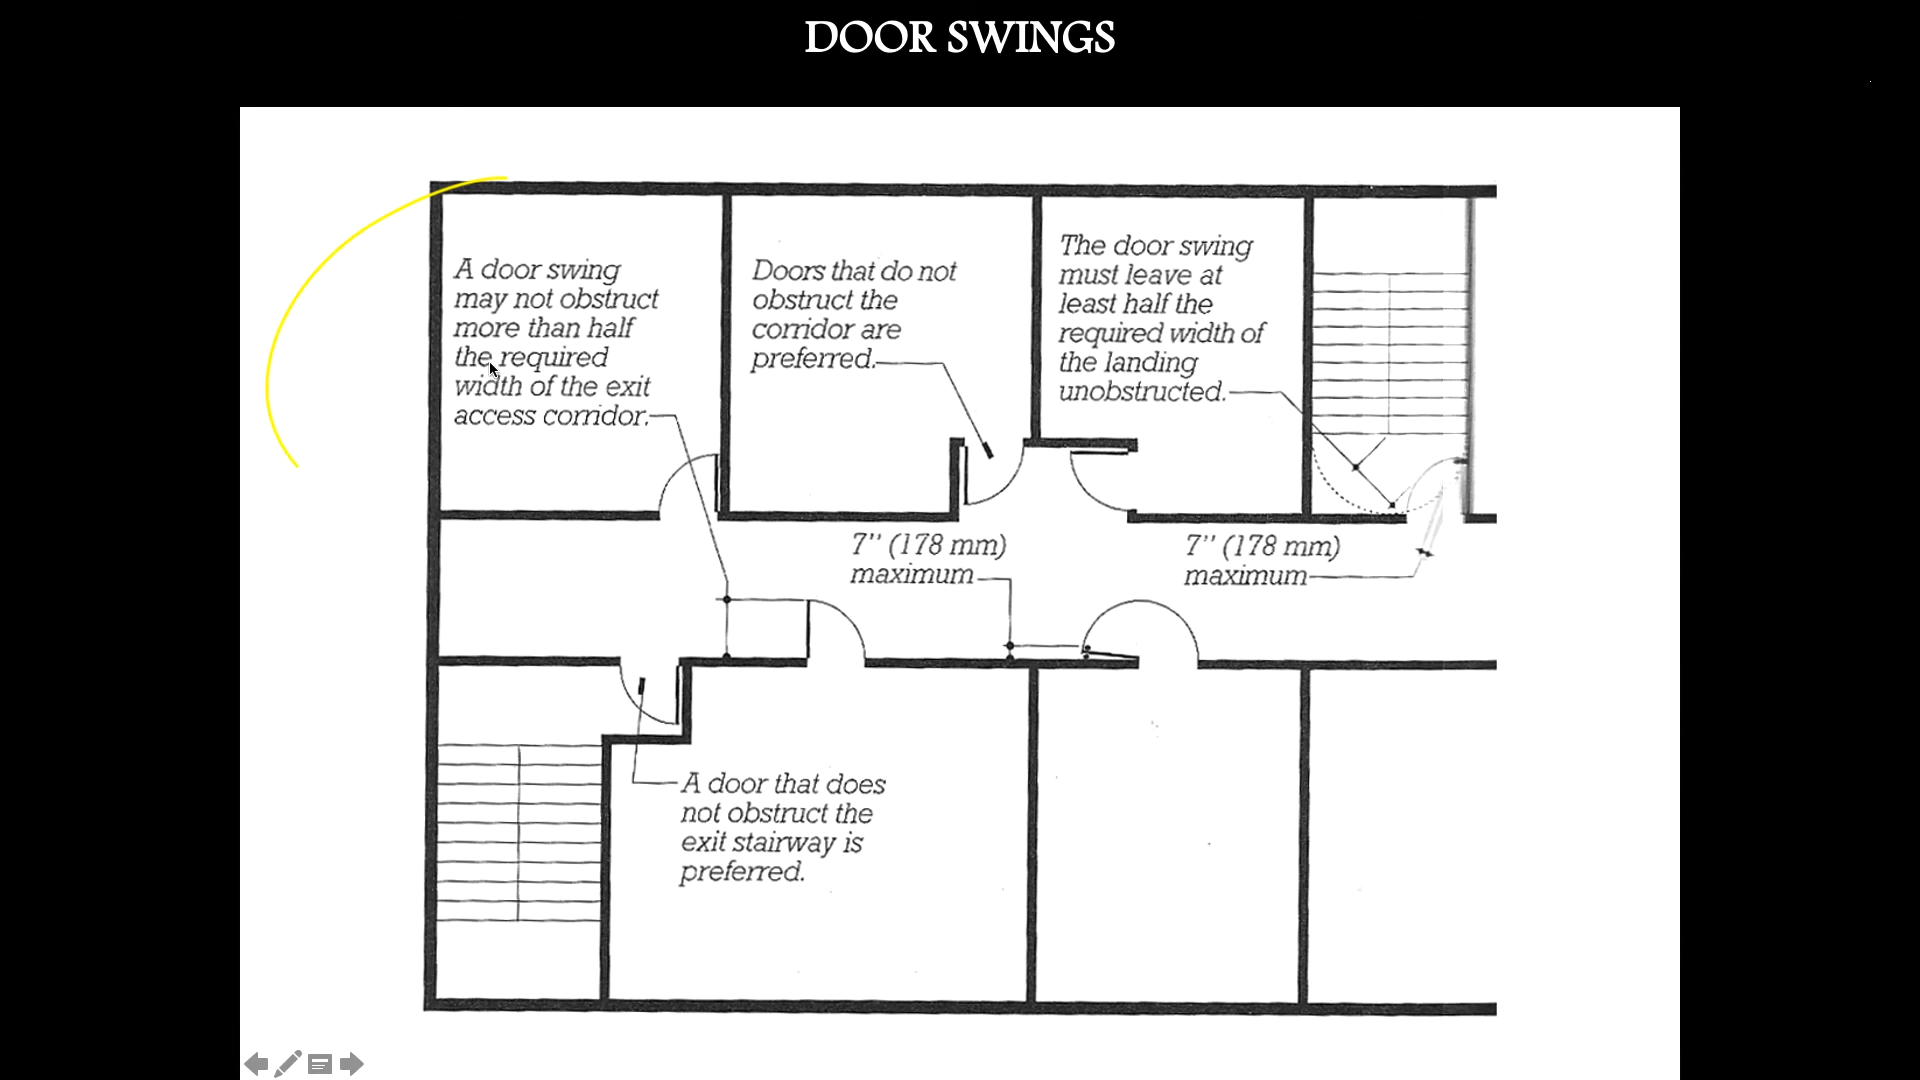 DOOR SWINGS
A door swing
may not obstruct
more than half
the required
width of the exit
access corridor.
Doors that do not
obstruct the
corridor are
preferred.
The door swing
must leave at
least half the
required width of
the landing
unobstructed.
7'' (178 mm)
maximum
7'' (178 mm)
maximum
A door that does
not obstruct the
exit stairway is
preferred.